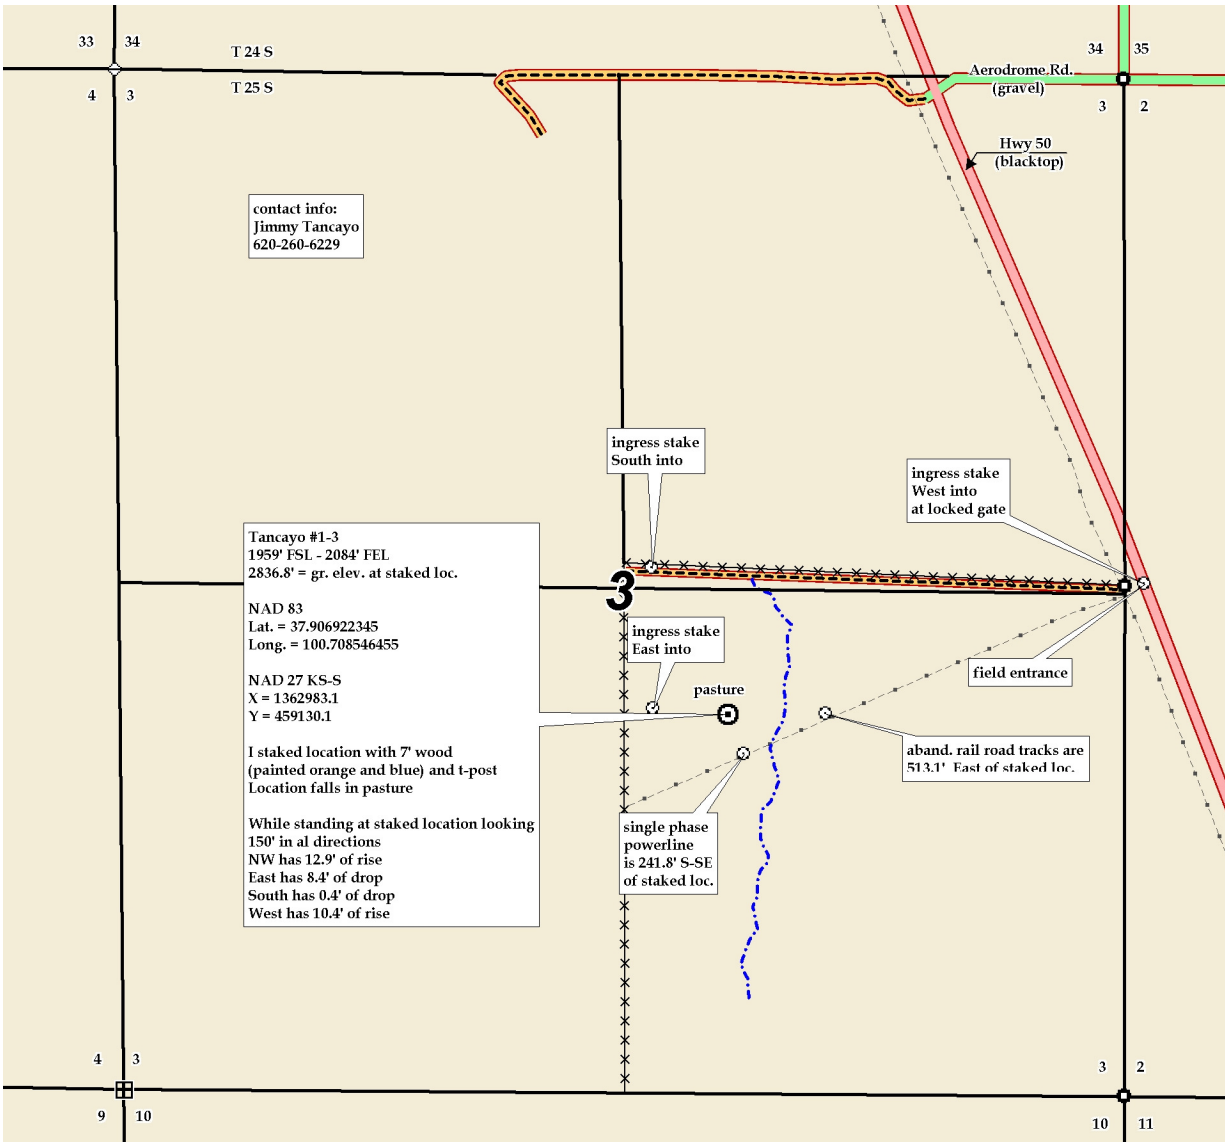 33 34
T 24 S
34 35
4 3
T 25 S
Aerodrome Rd.
(gravel)
3 2
Hwy 50
(blacktop)
contact info:
Jimmy Tancayo
620-260-6229
ingress stake
South into
ingress stake
West into
at locked gate
Tancayo #1-3
1959' FSL - 2084' FEL
2836.8' = gr. elev. at staked loc.
NAD 83
Lat. = 37.906922345
Long. = 100.708546455
NAD 27 KS-S
X = 1362983.1
Y = 459130.1
I staked location with 7' wood
(painted orange and blue) and t-post
Location falls in pasture
While standing at staked location looking
150' in al directions
NW has 12.9' of rise
East has 8.4' of drop
South has 0.4' of drop
West has 10.4' of rise
3
ingress stake
East into
pasture
field entrance
aband. rail road tracks are
513.1' East of staked loc.
single phase
powerline
is 241.8' S-SE
of staked loc.
4 3
3 2
9 10
10 11